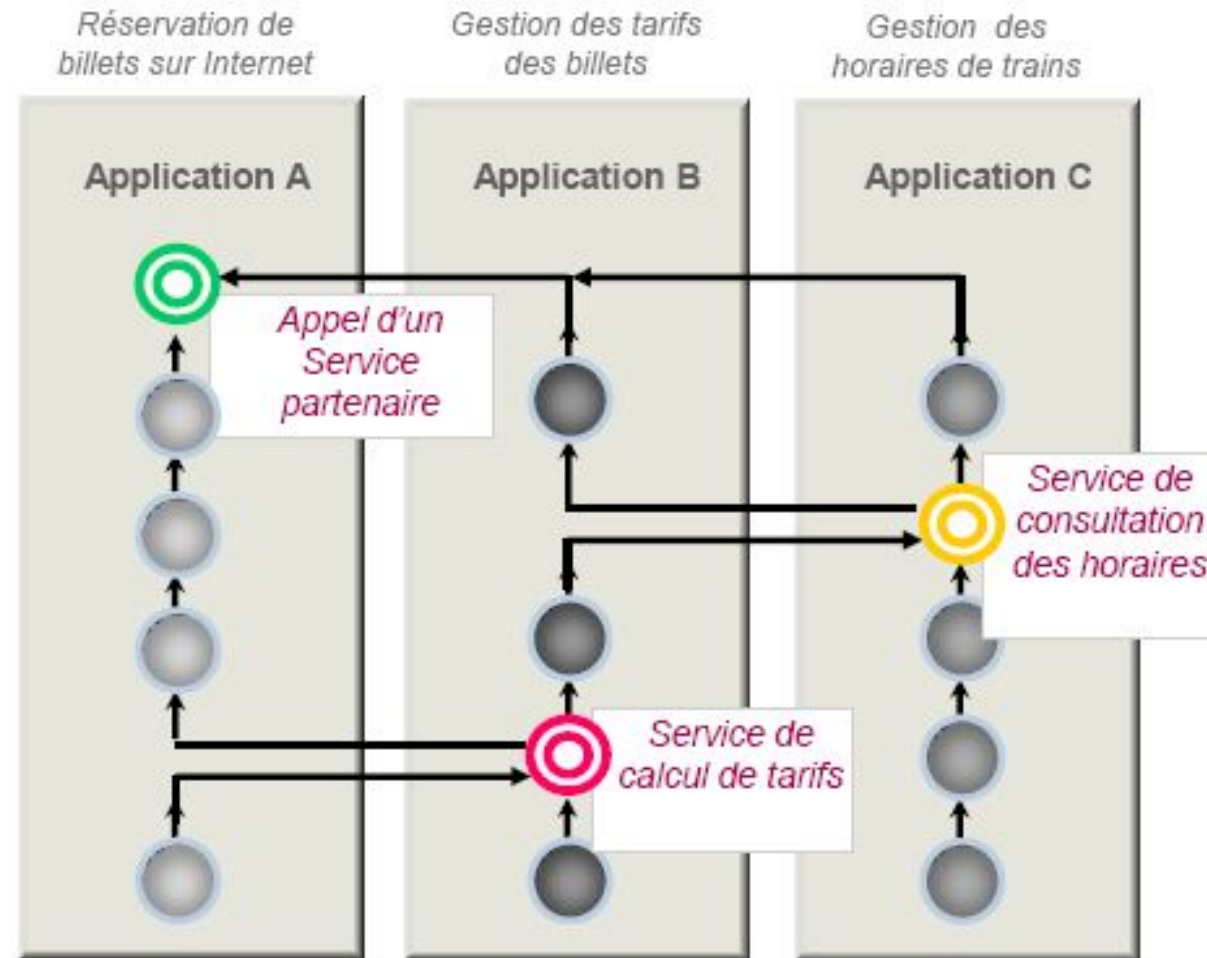 Réservation de
billets sur Internet
Gestion des tarifs
des billets
Gestion des
horaires de trains
Application A
Application B
Application C
Appel d'un
Service
partenaire
Service de
consultation
des horaires
Service de
calcul de tarifs